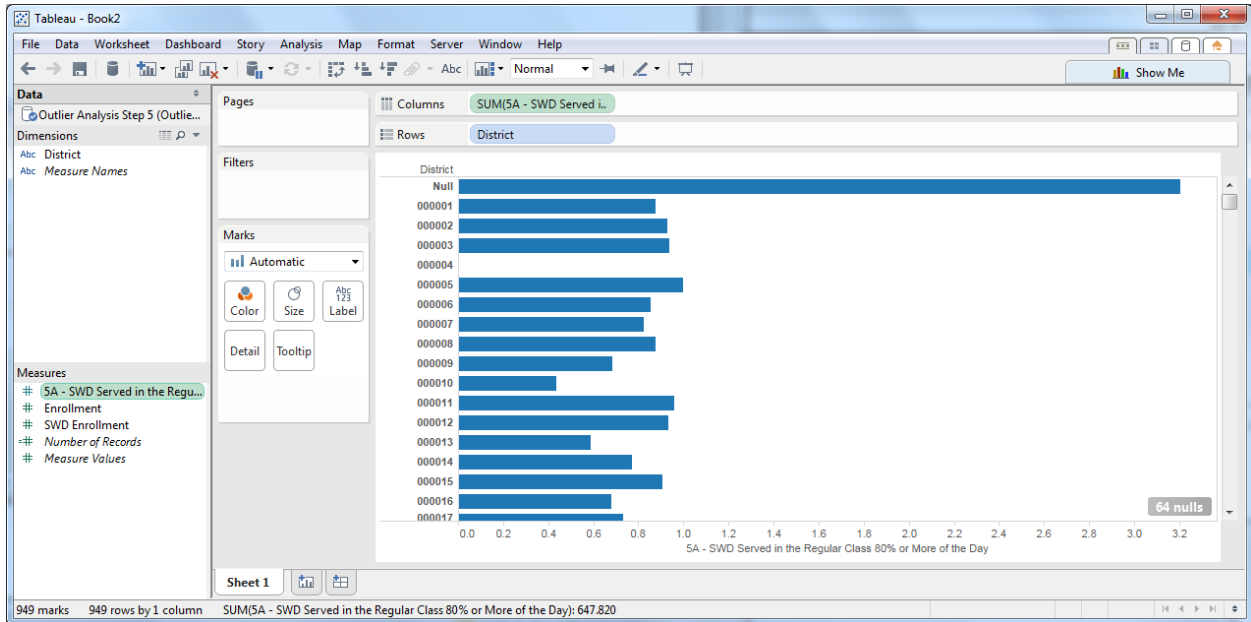 Tableau - Book2
File Data Worksheet Dashboard Story Analysis Map Format Server Window Help
Abc Normal Show Me
Data
Outlier Analysis Step 5 (Outlie...
Dimensions
Abc District
Abc Measure Names
Measures
# 5A - SWD Served in the Regu...
# Enrollment
# SWD Enrollment
=# Number of Records
# Measure Values
Pages
Filters
Marks
Automatic
Color Size Abc 123 Label
Detail Tooltip
Columns SUM(5A - SWD Served i..
Rows District
District
Null
000001
000002
000003
000004
000005
000006
000007
000008
000009
000010
000011
000012
000013
000014
000015
000016
000017
64 nulls
0.0 0.2 0.4 0.6 0.8 1.0 1.2 1.4 1.6 1.8 2.0 2.2 2.4 2.6 2.8 3.0 3.2
5A - SWD Served in the Regular Class 80% or More of the Day
Sheet 1
949 marks 949 rows by 1 column SUM(5A - SWD Served in the Regular Class 80% or More of the Day): 647.820